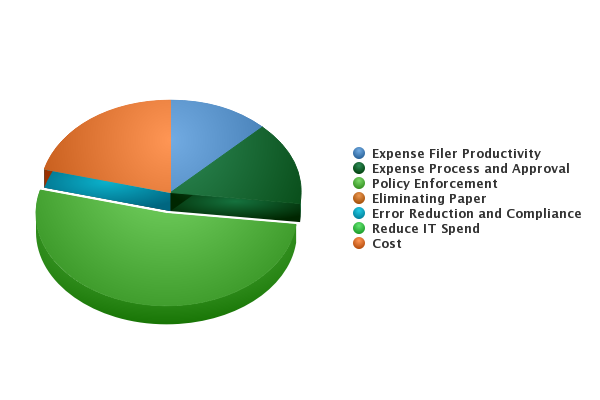 Expense Filer Productivity
Expense Process and Approval
Policy Enforcement
Eliminating Paper
Error Reduction and Compliance
Reduce IT Spend
Cost